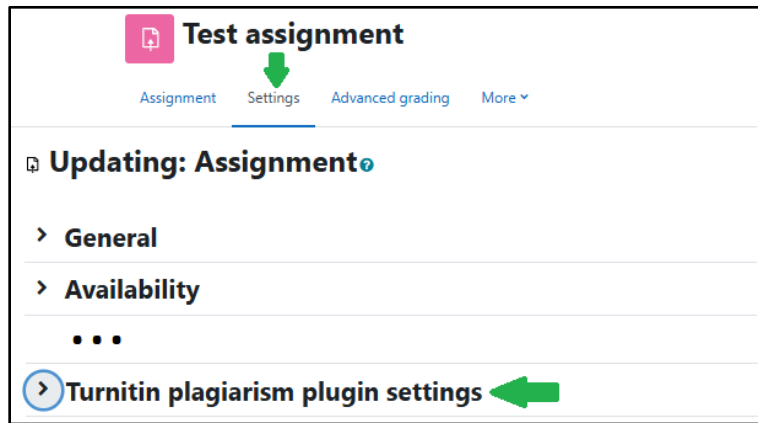 Test assignment
Assignment Settings Advanced grading More
Updating: Assignment
General
Availability
...
Turnitin plagiarism plugin settings